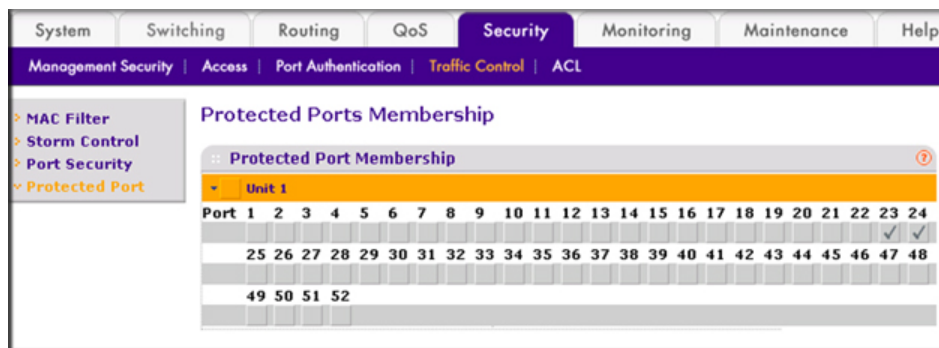 System Switching Routing QoS Security Monitoring Maintenance Help
Management Security | Access | Port Authentication | Traffic Control | ACL
MAC Filter
Storm Control
Port Security
Protected Port
Protected Ports Membership
Protected Port Membership
Unit 1
Port 1 2 3 4 5 6 7 8 9 10 11 12 13 14 15 16 17 18 19 20 21 22 23 24
25 26 27 28 29 30 31 32 33 34 35 36 37 38 39 40 41 42 43 44 45 46 47 48
49 50 51 52